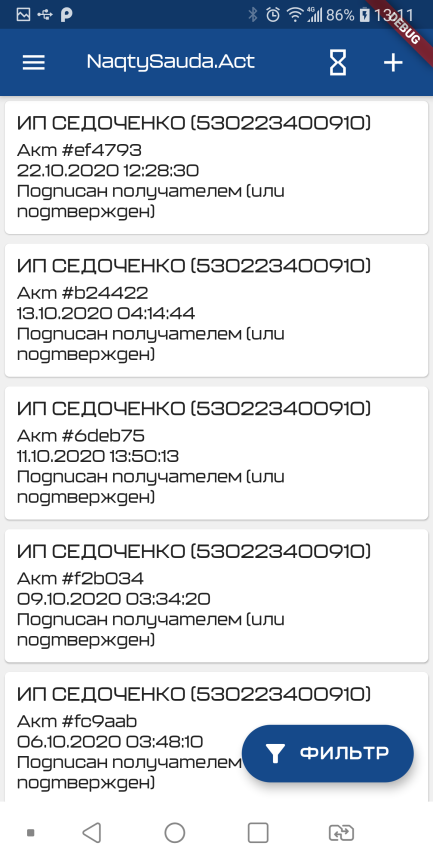 4G 86% 13:11
DEBUG
NaqtySauda.Act
ИП СЕДОЧЕНКО (530223400910)
Акт #ef4793
22.10.2020 12:28:30
Подписан получателем (или
подтвержден)
ИП СЕДОЧЕНКО (530223400910)
Акт #b24422
13.10.2020 04:14:44
Подписан получателем (или
подтвержден)
ИП СЕДОЧЕНКО (530223400910)
Акт #6deb75
11.10.2020 13:50:13
Подписан получателем (или
подтвержден)
ИП СЕДОЧЕНКО (530223400910)
Акт #f2b034
09.10.2020 03:34:20
Подписан получателем (или
подтвержден)
ИП СЕДОЧЕНКО (530223400910)
Акт #fc9aab
06.10.2020 03:48:10
Подписан получателем
подтвержден)
ФИЛЬТР